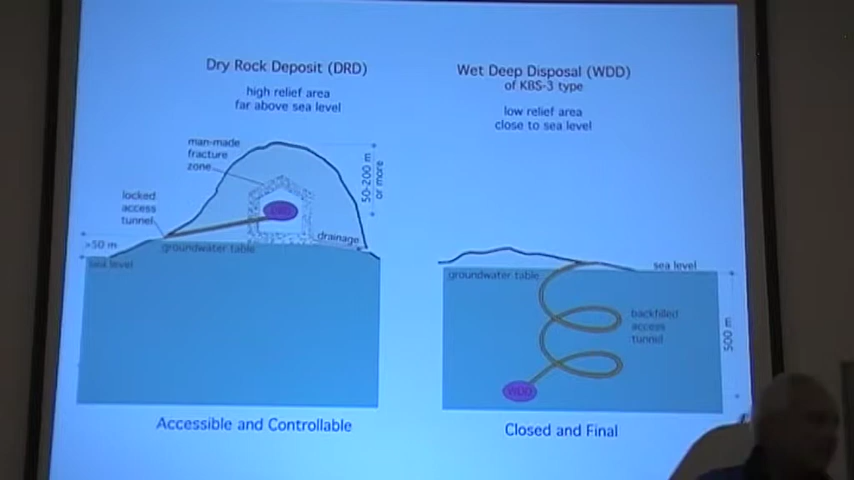 Dry Rock Deposit (DRD)
high relief area
far above sea level
man-made
fracture
zone
locked
access
tunnel
DRD
50-200 m
or more
>50 m
groundwater table
drainage
sea level
Accessible and Controllable
Wet Deep Disposal (WDD)
of KBS-3 type
low relief area
close to sea level
groundwater table
sea level
backfilled
access
tunnel
500 m
WDD
Closed and Final